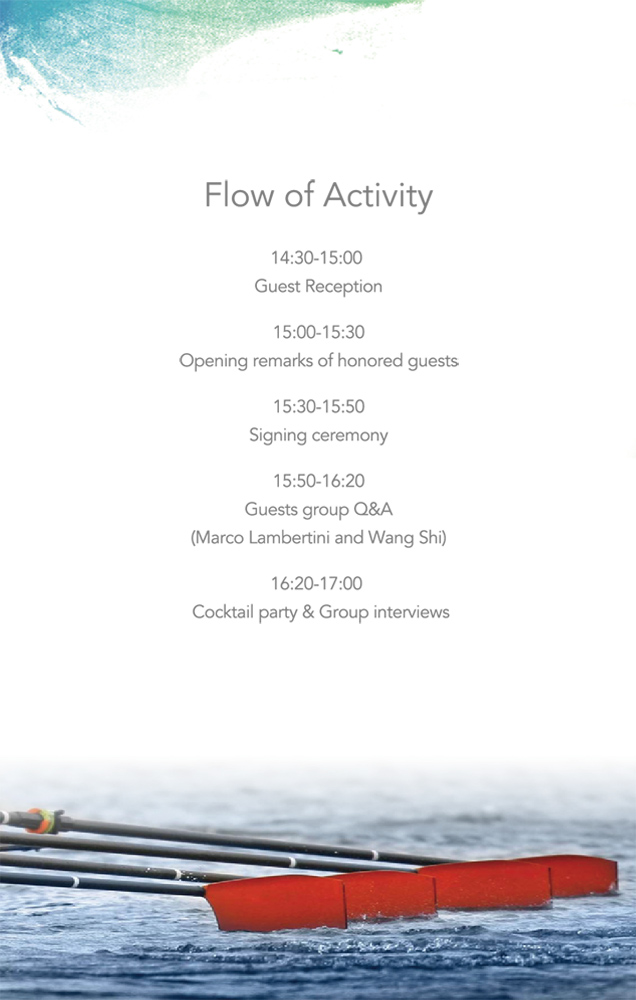 Flow of Activity
14:30-15:00
Guest Reception
15:00-15:30
Opening remarks of honored guests
15:30-15:50
Signing ceremony
15:50-16:20
Guests group Q&A
(Marco Lambertini and Wang Shi)
16:20-17:00
Cocktail party & Group interviews